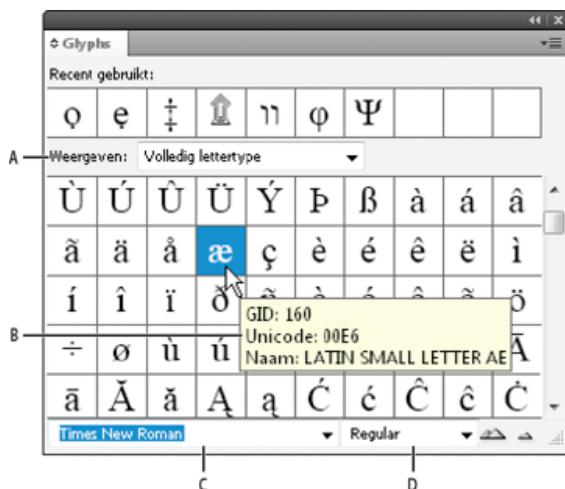 Glyphs
Recent gebruikt:
ọ ẹ ‡ װ φ Ψ
A
Weergeven: Volledig lettertype
Ù Ú Û Ü Ý Þ ß à á â
ã ä å æ ç è é ê ë ì
í î ï ð
ö
B
GID: 160
Unicode: 00E6
Naam: LATIN SMALL LETTER AE
÷ ø ù ú Ā
ā Ă ă Ą ą Ć ć Ĉ ĉ Ċ
Times New Roman Regular
C D